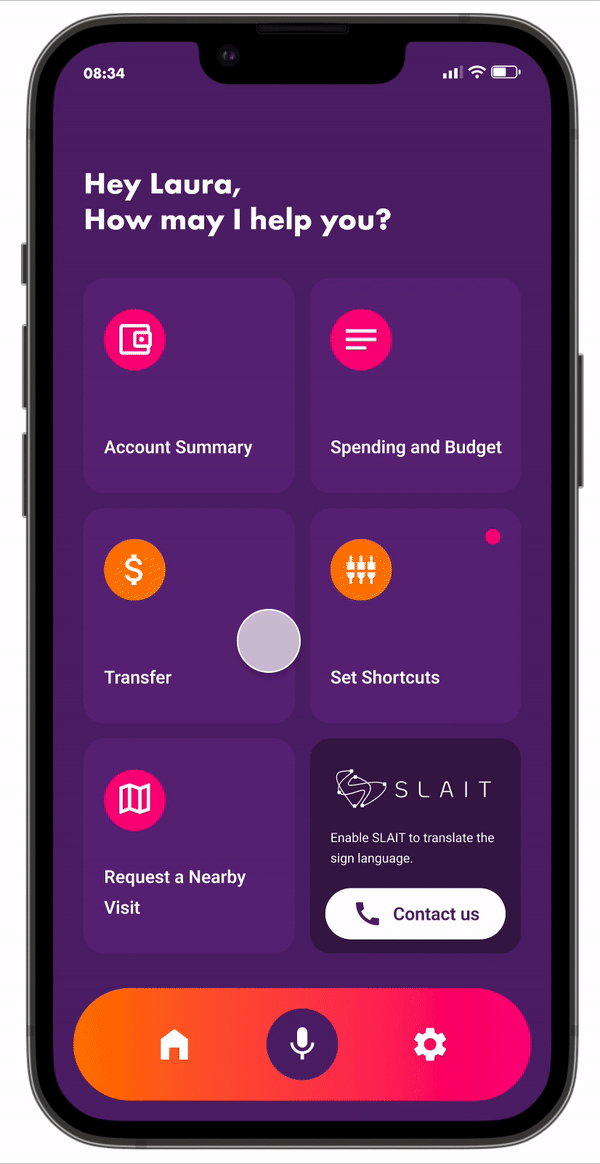 08:34
Hey Laura,
How may I help you?
Account Summary
Spending and Budget
$
Transfer
Set Shortcuts
Request a Nearby
Visit
SLAIT
Enable SLAIT to translate the
sign language.
Contact us